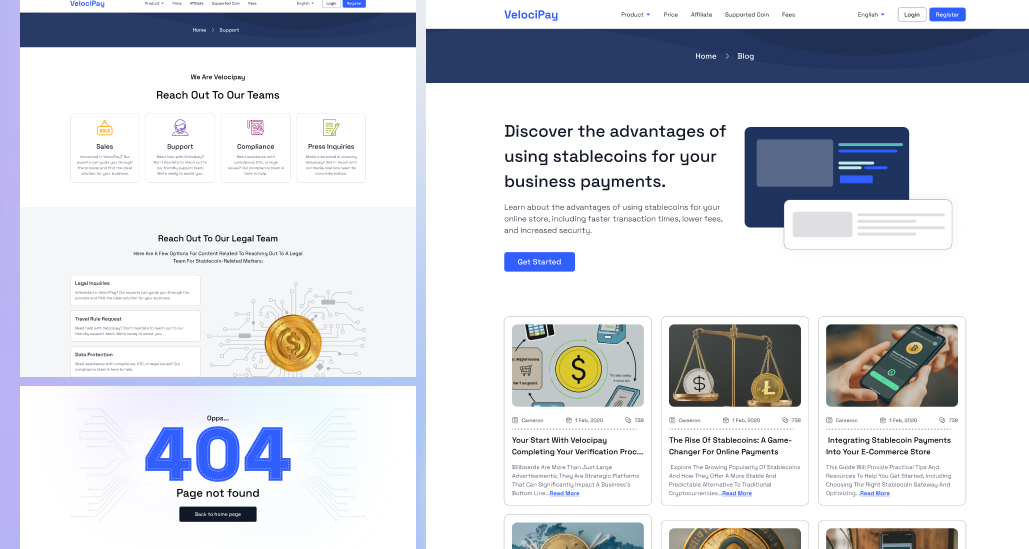 VelociPay
Product
Price
Affiliate
Supported Coin
Fees
English
Login
Register
Home
Support
We Are Velocipay
Reach Out To Our Teams
SALE
Sales
Interested in VelociPay? Our
experts can guide you through
the process and find the ideal
solution for your business.
Support
Need help with Velocipay?
Don't hesitate to reach out to
our friendly support team.
We're ready to assist you.
Compliance
Need assistance with
compliance, KYC, or legal
issues? Our compliance team is
here to help.
Press Inquiries
Media interested in covering
Velocipay? Get in touch with
our media relations team for
more information.
Reach Out To Our Legal Team
Here Are A Few Options For Content Related To Reaching Out To A Legal
Team For Stablecoin-Related Matters:
Legal Inquiries
Interested in VelociPay? Our experts can guide you through the
process and find the ideal solution for your business.
Travel Rule Request
Need help with Velocipay? Don't hesitate to reach out to our
friendly support team. We're ready to assist you.
Data Protection
Need assistance with compliance, KYC, or legal issues? Our
compliance team is here to help.
Opps...
404
Page not found
Back to home page
VelociPay
Product
Price
Affiliate
Supported Coin
Fees
English
Login
Register
Home
Blog
Discover the advantages of
using stablecoins for your
business payments.
Learn about the advantages of using stablecoins for your
online store, including faster transaction times, lower fees,
and increased security.
Get Started
Cameron
1 Feb, 2020
738
Your Start With Velocipay
Completing Your Verification Proc...
Billboards Are More Than Just Large
Advertisements; They Are Strategic Platforms
That Can Significantly Impact A Business's
Bottom Line...Read More
Cameron
1 Feb, 2020
738
The Rise Of Stablecoins: A Game-
Changer For Online Payments
Explore The Growing Popularity Of Stablecoins
And How They Offer A More Stable And
Predictable Alternative To Traditional
Cryptocurrencies...Read More
Cameron
1 Feb, 2020
738
Integrating Stablecoin Payments
Into Your E-Commerce Store
This Guide Will Provide Practical Tips And
Resources To Help You Get Started, Including
Choosing The Right Stablecoin Gateway And
Optimizing...Read More